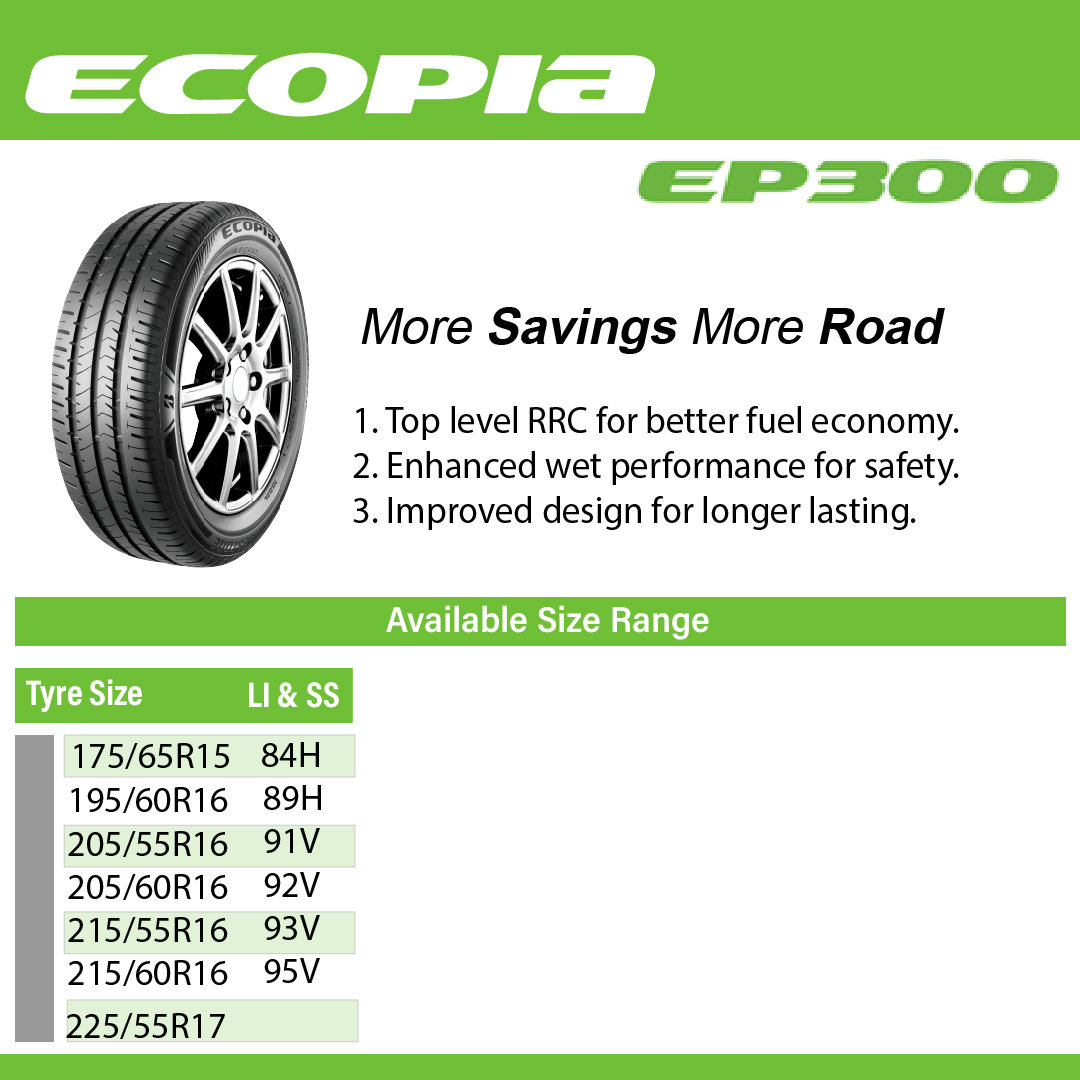 ECOPIA
EP300
ECOPIA
More Savings More Road
1. Top level RRC for better fuel economy.
2. Enhanced wet performance for safety.
3. Improved design for longer lasting.
Available Size Range
Tyre Size LI & SS
175/65R15 84H
195/60R16 89H
205/55R16 91V
205/60R16 92V
215/55R16 93V
215/60R16 95V
225/55R17